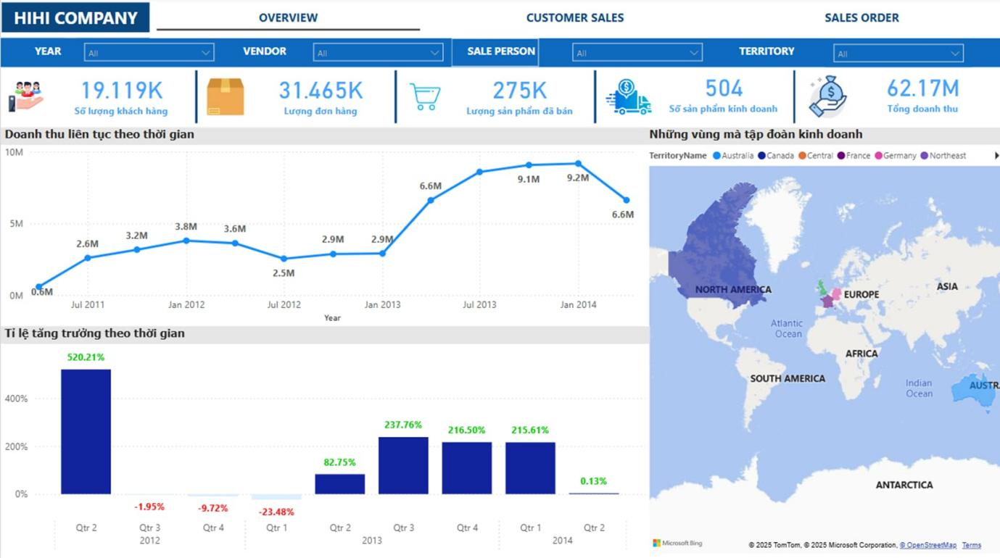 HIHI COMPANY
OVERVIEW
CUSTOMER SALES
SALES ORDER
YEAR
All
VENDOR
All
SALE PERSON
All
TERRITORY
All
19.119K
Số lượng khách hàng
31.465K
Lượng đơn hàng
275K
Lượng sản phẩm đã bán
504
Số sản phẩm kinh doanh
62.17M
Tổng doanh thu
Doanh thu liên tục theo thời gian
10M
5M
0M
0.6M
2.6M
3.2M
3.8M
3.6M
2.5M
2.9M
2.9M
6.6M
9.1M
9.2M
6.6M
Jul 2011
Jan 2012
Jul 2012
Jan 2013
Jul 2013
Jan 2014
Year
Tỉ lệ tăng trưởng theo thời gian
400%
200%
0%
520.21%
-1.95%
-9.72%
-23.48%
82.75%
237.76%
216.50%
215.61%
0.13%
Qtr 2
Qtr 3
Qtr 4
Qtr 1
Qtr 2
Qtr 3
Qtr 4
Qtr 1
Qtr 2
2012
2013
2014
Những vùng mà tập đoàn kinh doanh
TerritoryName Australia Canada Central France Germany Northeast
NORTH AMERICA
EUROPE
ASIA
Atlantic
Ocean
AFRICA
SOUTH AMERICA
Indian
Ocean
AUSTR
ANTARCTICA
Microsoft Bing
© 2025 TomTom, © 2025 Microsoft Corporation, © OpenStreetMap Terms